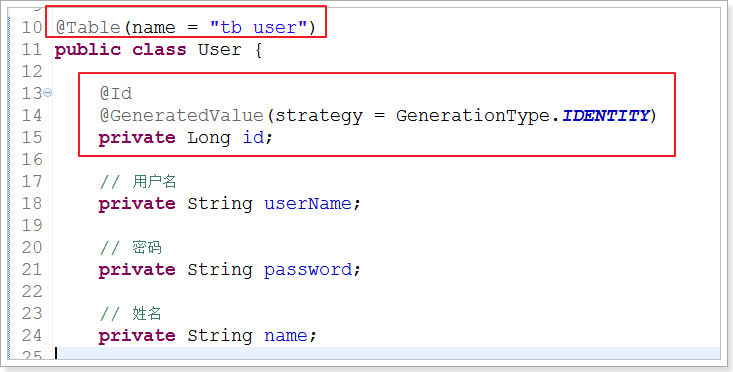 10 @Table(name = "tb_user")
11 public class User {
12
13 @Id
14 @GeneratedValue(strategy = GenerationType.IDENTITY)
15 private Long id;
16
17 // 用户名
18 private String userName;
19
20 // 密码
21 private String password;
22
23 // 姓名
24 private String name;
25